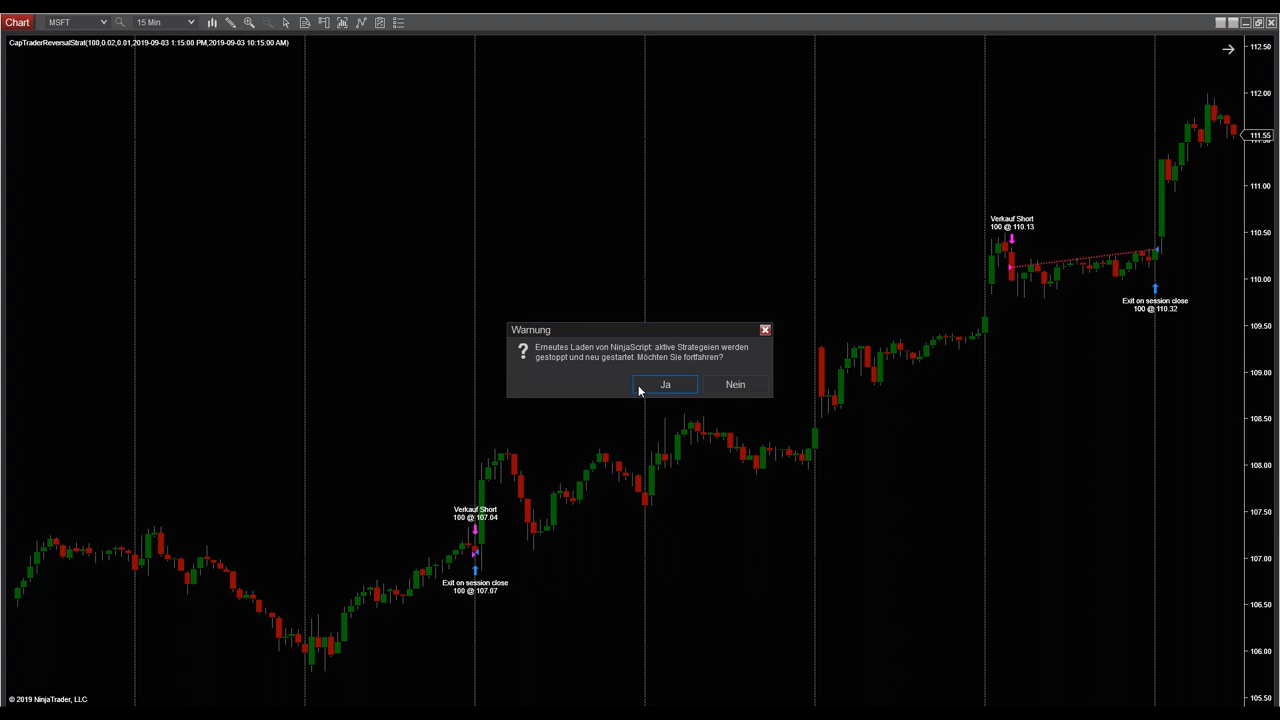 Chart MSFT 15 Min
CapTraderReversalStrat(100,0.02,0.01,2019-09-03 1:15:00 PM,2019-09-03 10:15:00 AM)
112.50
112.00
111.55
111.00
110.50
110.00
109.50
109.00
108.50
108.00
107.50
107.00
106.50
106.00
105.50
Verkauf Short
100 @ 110.13
Exit on session close
100 @ 110.32
Warnung
Erneutes Laden von NinjaScript: aktive Strategeien werden
gestoppt und neu gestartet. Möchten Sie fortfahren?
Ja Nein
Verkauf Short
100 @ 107.04
Exit on session close
100 @ 107.07
© 2019 NinjaTrader, LLC